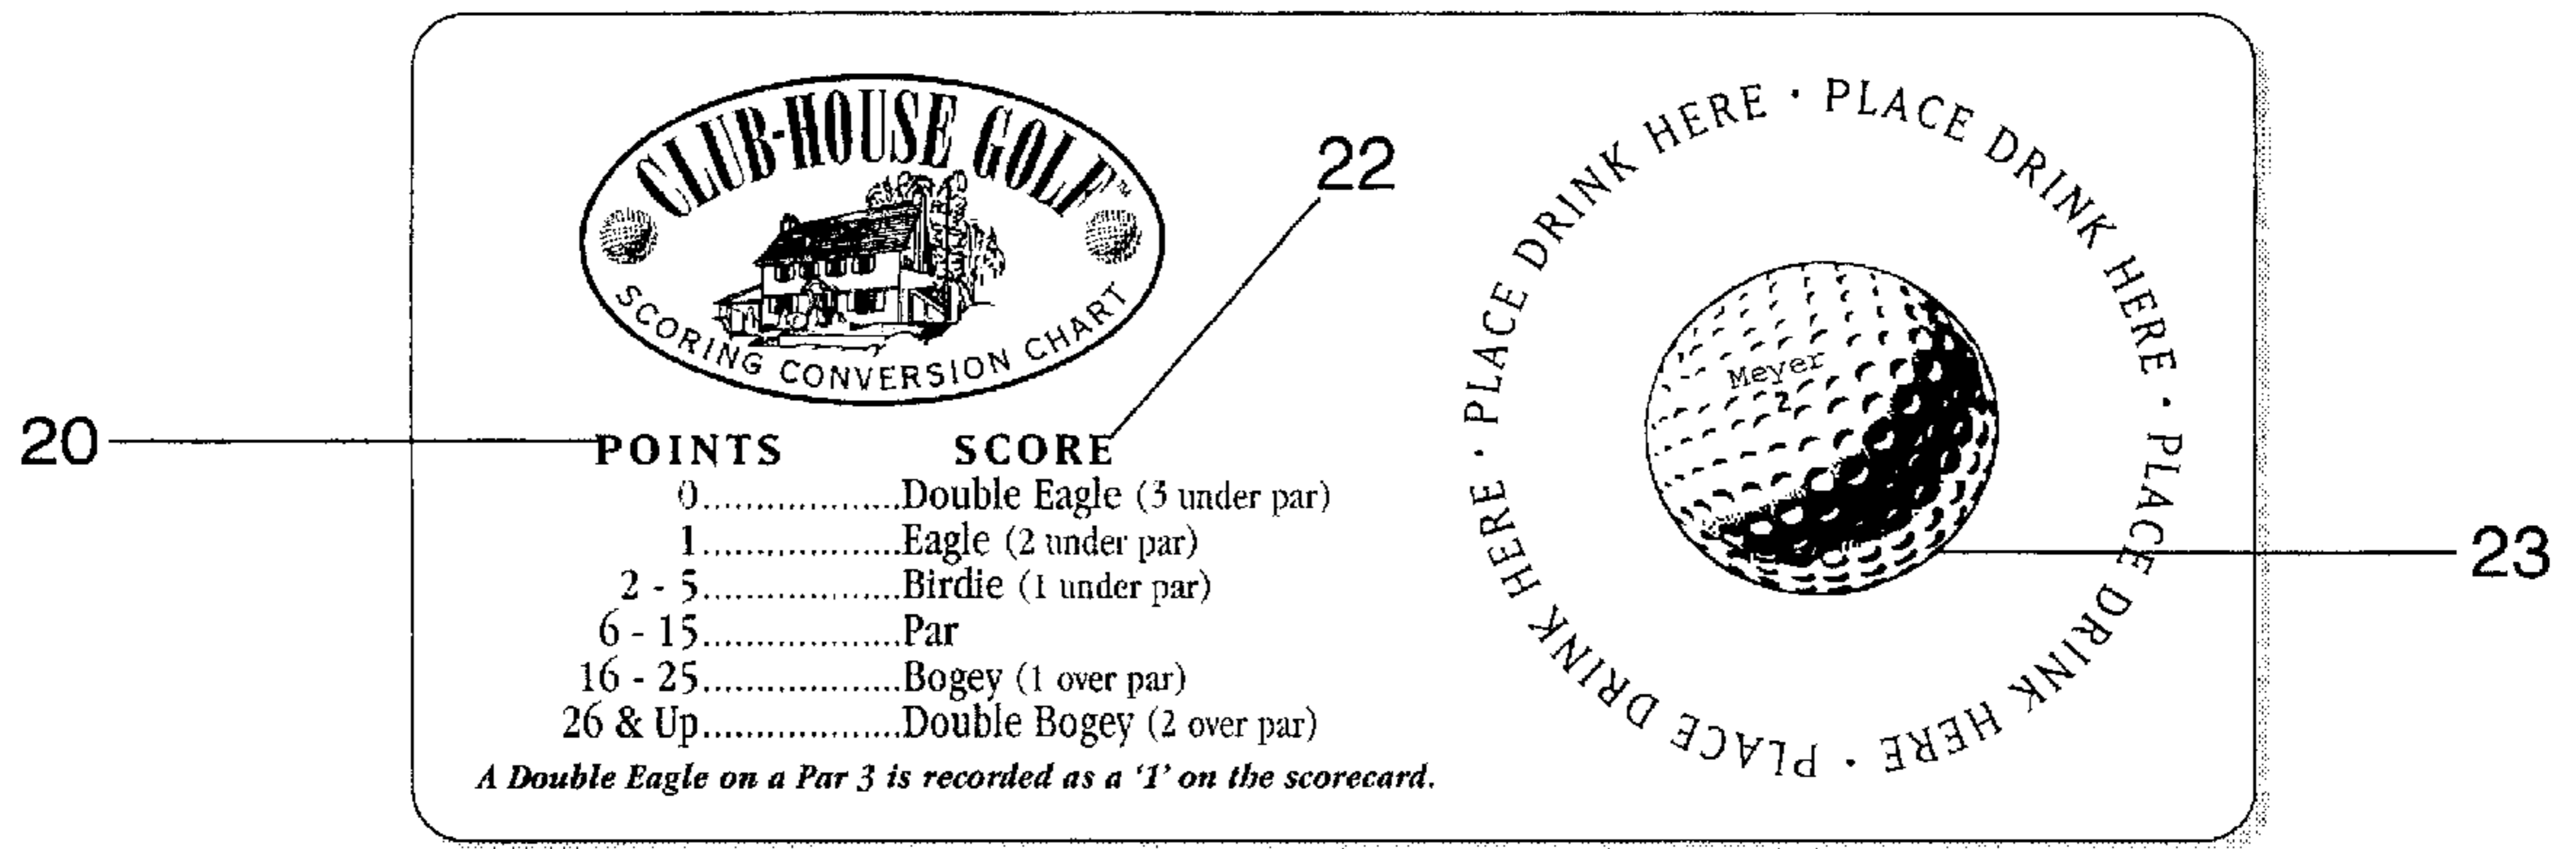 CLUB-HOUSE GOLF™
SCORING CONVERSION CHART
22
20
POINTS SCORE
0...................Double Eagle (3 under par)
1...................Eagle (2 under par)
2 - 5...................Birdie (1 under par)
6 - 15...................Par
16 - 25...................Bogey (1 over par)
26 & Up...................Double Bogey (2 over par)
A Double Eagle on a Par 3 is recorded as a '1' on the scorecard.
PLACE DRINK HERE · PLACE DRINK HERE · PLACE DRINK HERE · PLACE DRINK HERE ·
Meyer
2
23